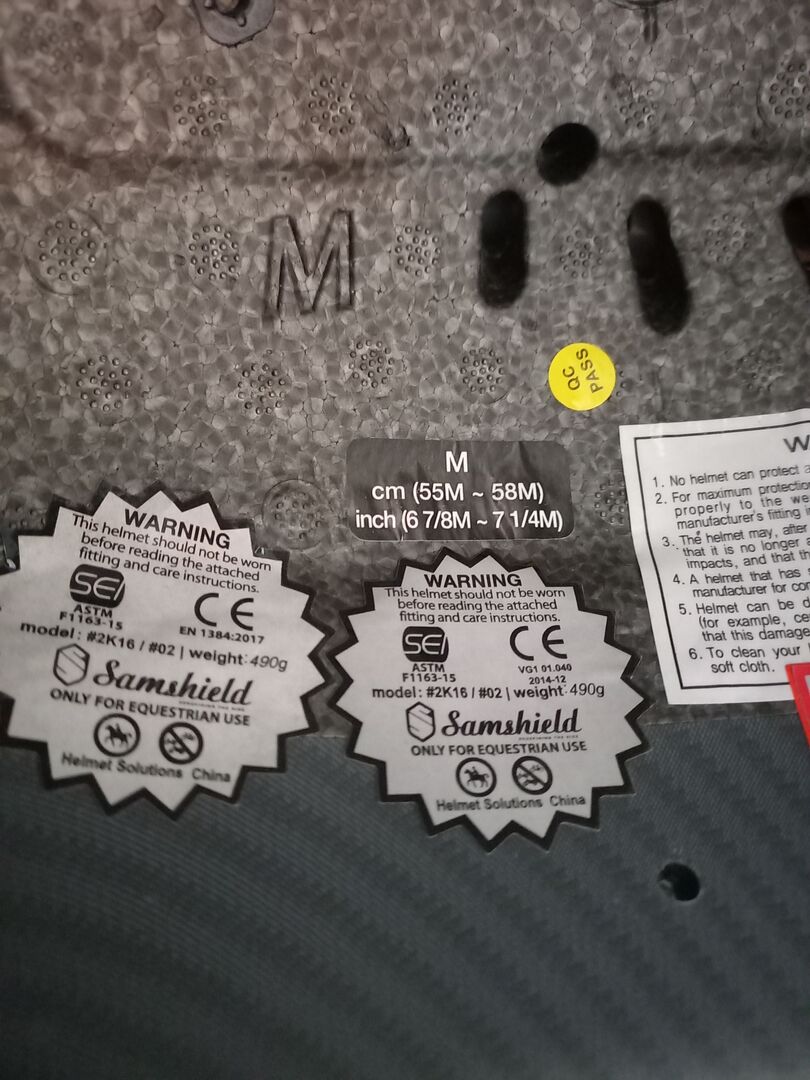 M
QC
PASS
M
cm (55M ~ 58M)
inch (6 7/8M ~ 7 1/4M)
WARNING
This helmet should not be worn
before reading the attached
fitting and care instructions.
SEI
CE
ASTM
F1163-15
EN 1384:2017
model: #2K16 / #02 | weight: 490g
Samshield
ONLY FOR EQUESTRIAN USE
Helmet Solutions China
WARNING
This helmet should not be worn
before reading the attached
fitting and care instructions.
SEI
CE
ASTM
F1163-15
VG1 01.040
2014-12
model: #2K16 / #02 | weight: 490g
Samshield
ONLY FOR EQUESTRIAN USE
Helmet Solutions China
W
1. No helmet can protect a
2. For maximum protection
properly to the we
manufacturer's fitting i
3. The helmet may, after
that it is no longer a
impacts, and that th
4. A helmet that has
manufacturer for co
5. Helmet can be d
(for example, ce
that this damage
6. To clean your
soft cloth.